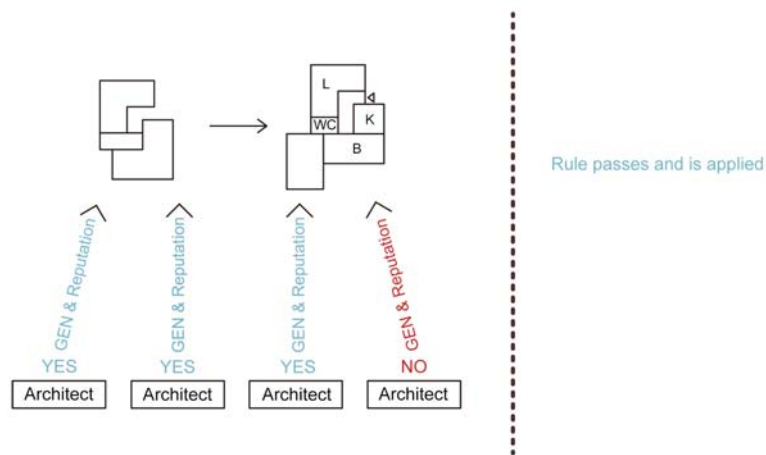 L
WC
K
B
Rule passes and is applied
GEN & Reputation
GEN & Reputation
GEN & Reputation
GEN & Reputation
YES
YES
YES
NO
Architect
Architect
Architect
Architect